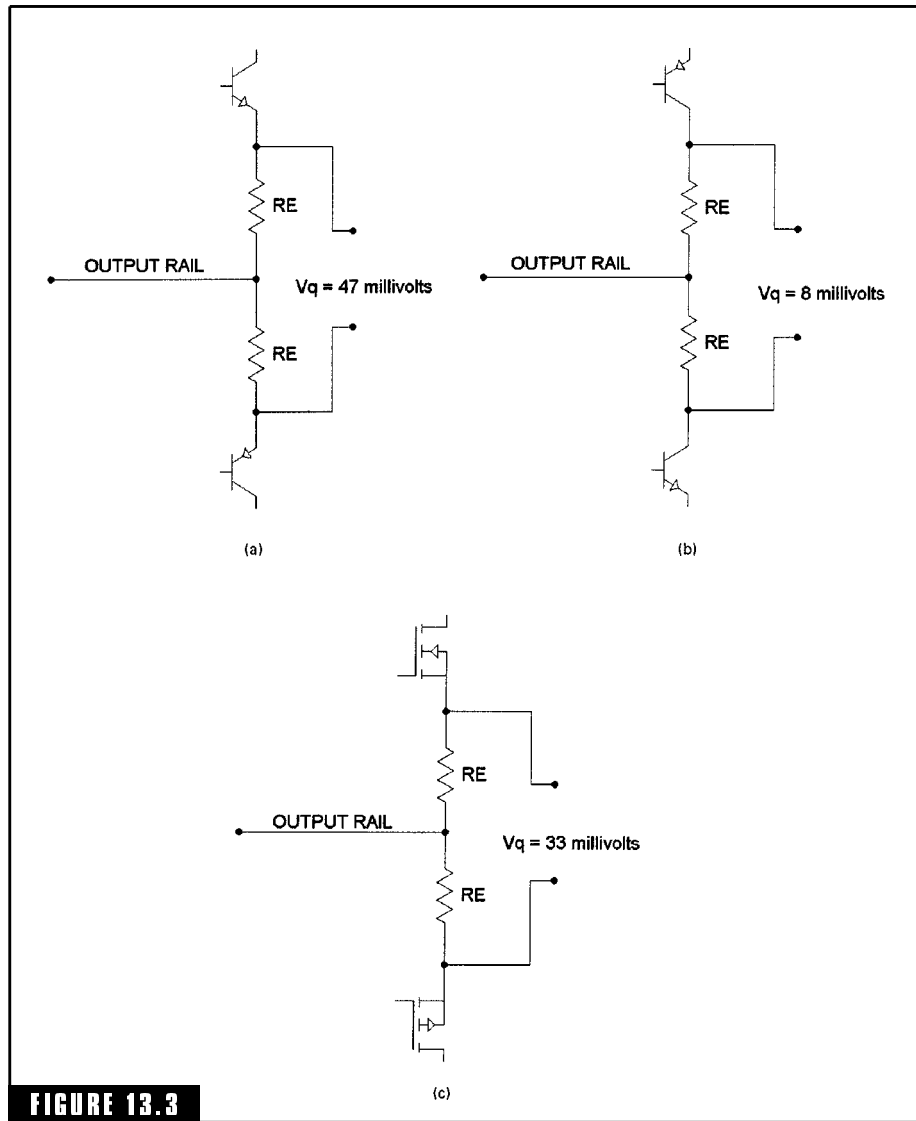 RE
OUTPUT RAIL
Vq = 47 millivolts
RE
(a)
RE
OUTPUT RAIL
Vq = 8 millivolts
RE
(b)
RE
OUTPUT RAIL
Vq = 33 millivolts
RE
(c)
FIGURE 13.3